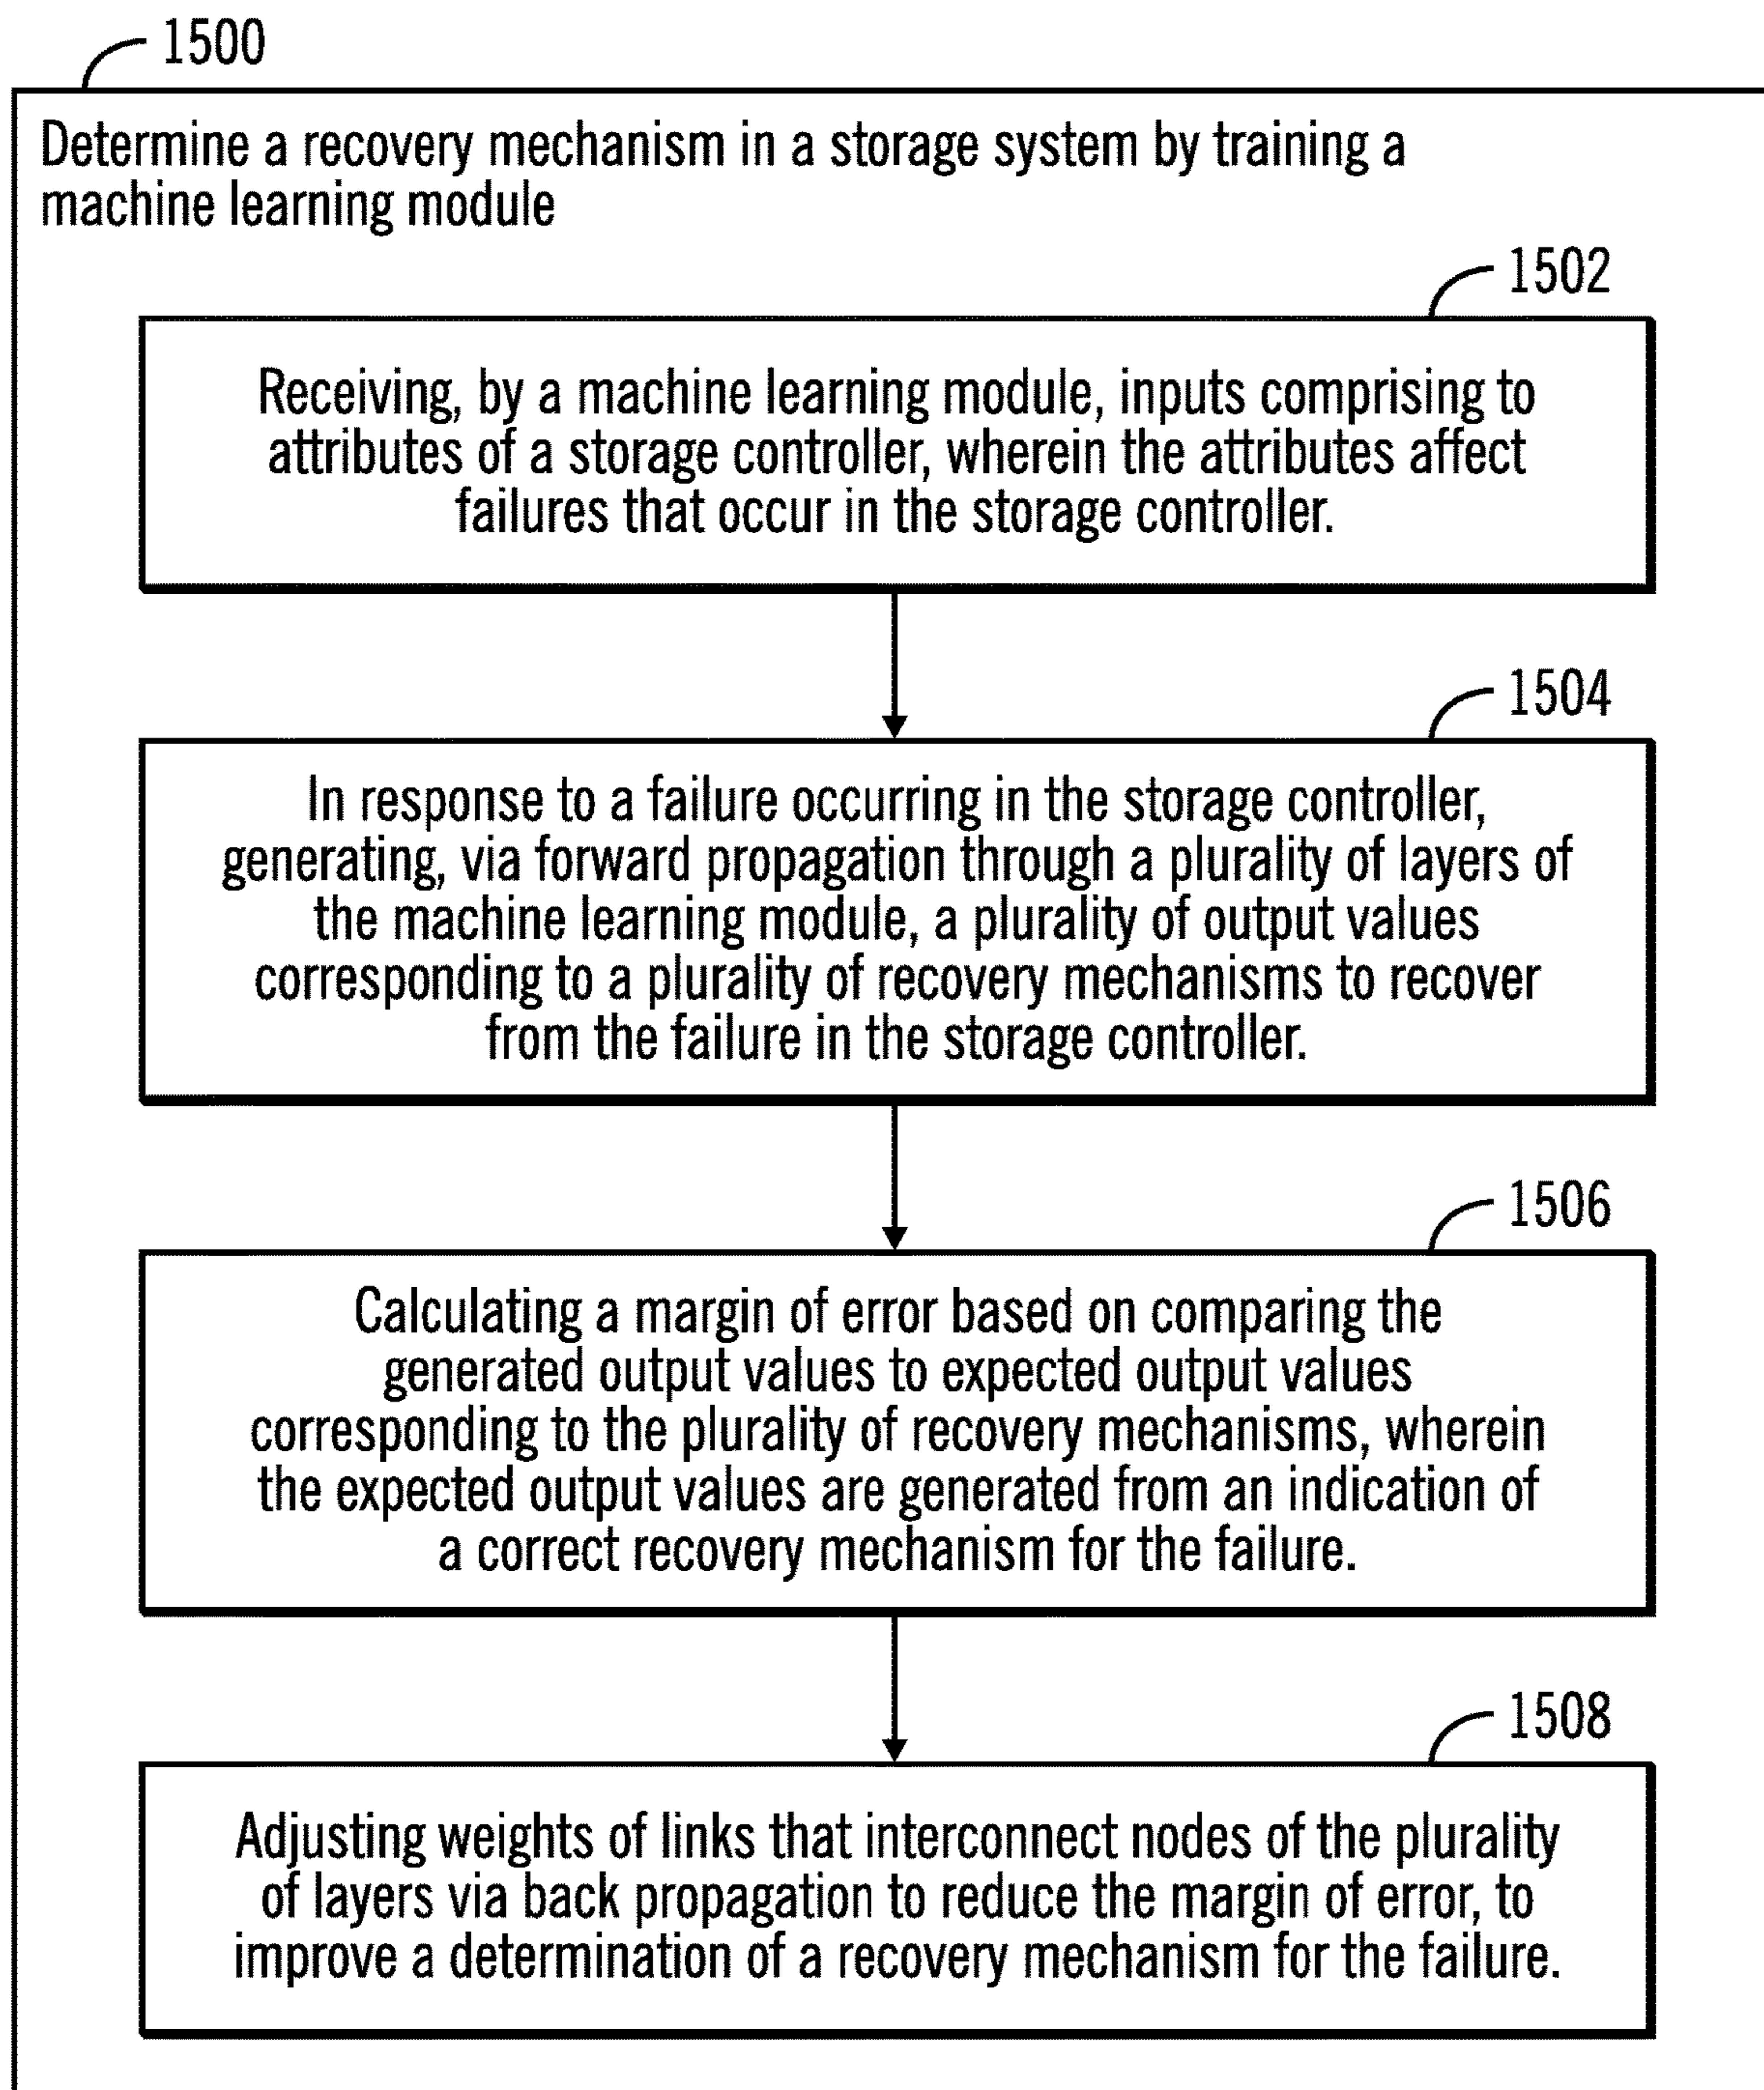 1500
Determine a recovery mechanism in a storage system by training a
machine learning module
1502
Receiving, by a machine learning module, inputs comprising to
attributes of a storage controller, wherein the attributes affect
failures that occur in the storage controller.
1504
In response to a failure occurring in the storage controller,
generating, via forward propagation through a plurality of layers of
the machine learning module, a plurality of output values
corresponding to a plurality of recovery mechanisms to recover
from the failure in the storage controller.
1506
Calculating a margin of error based on comparing the
generated output values to expected output values
corresponding to the plurality of recovery mechanisms, wherein
the expected output values are generated from an indication of
a correct recovery mechanism for the failure.
1508
Adjusting weights of links that interconnect nodes of the plurality
of layers via back propagation to reduce the margin of error, to
improve a determination of a recovery mechanism for the failure.